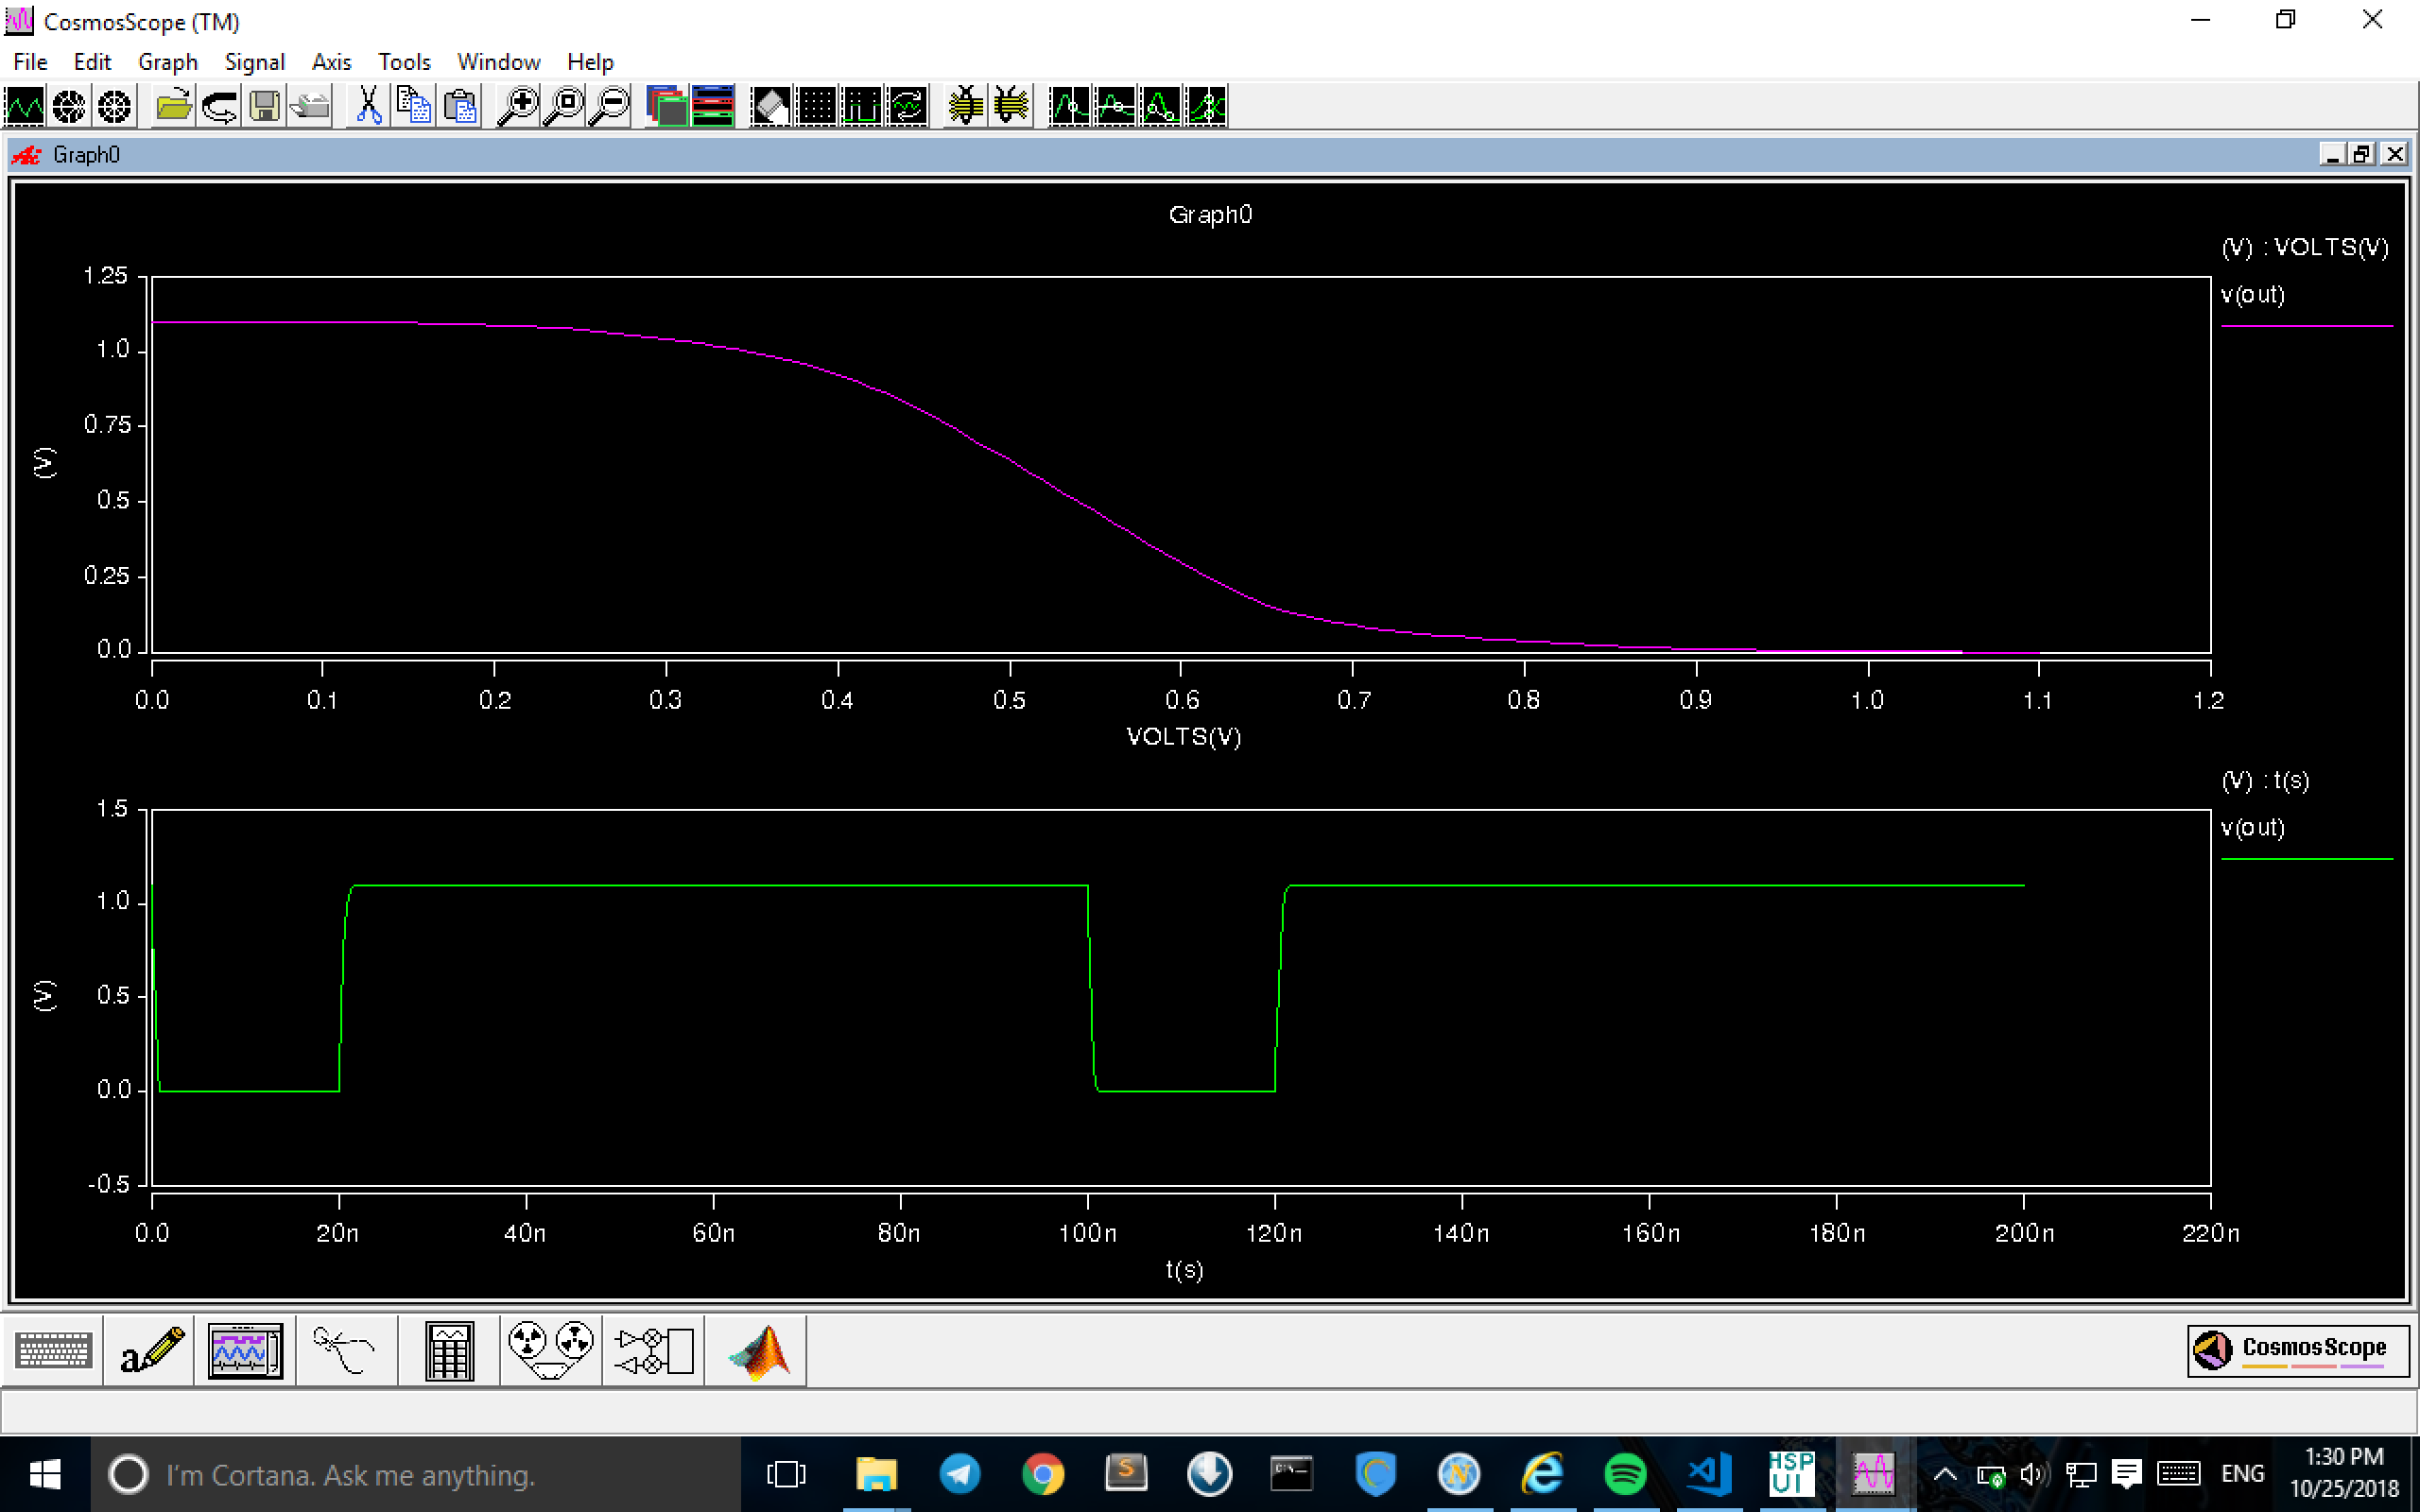 CosmosScope (TM)
File Edit Graph Signal Axis Tools Window Help
Graph0
Graph0
(V) : VOLTS(V)
v(out)
1.25
1.0
0.75
0.5
0.25
0.0
(V)
0.0 0.1 0.2 0.3 0.4 0.5 0.6 0.7 0.8 0.9 1.0 1.1 1.2
VOLTS(V)
(V) : t(s)
v(out)
1.5
1.0
0.5
0.0
-0.5
(V)
0.0 20n 40n 60n 80n 100n 120n 140n 160n 180n 200n 220n
t(s)
a
CosmosScope
I'm Cortana. Ask me anything.
S
N
HSP
UI
ENG
1:30 PM
10/25/2018